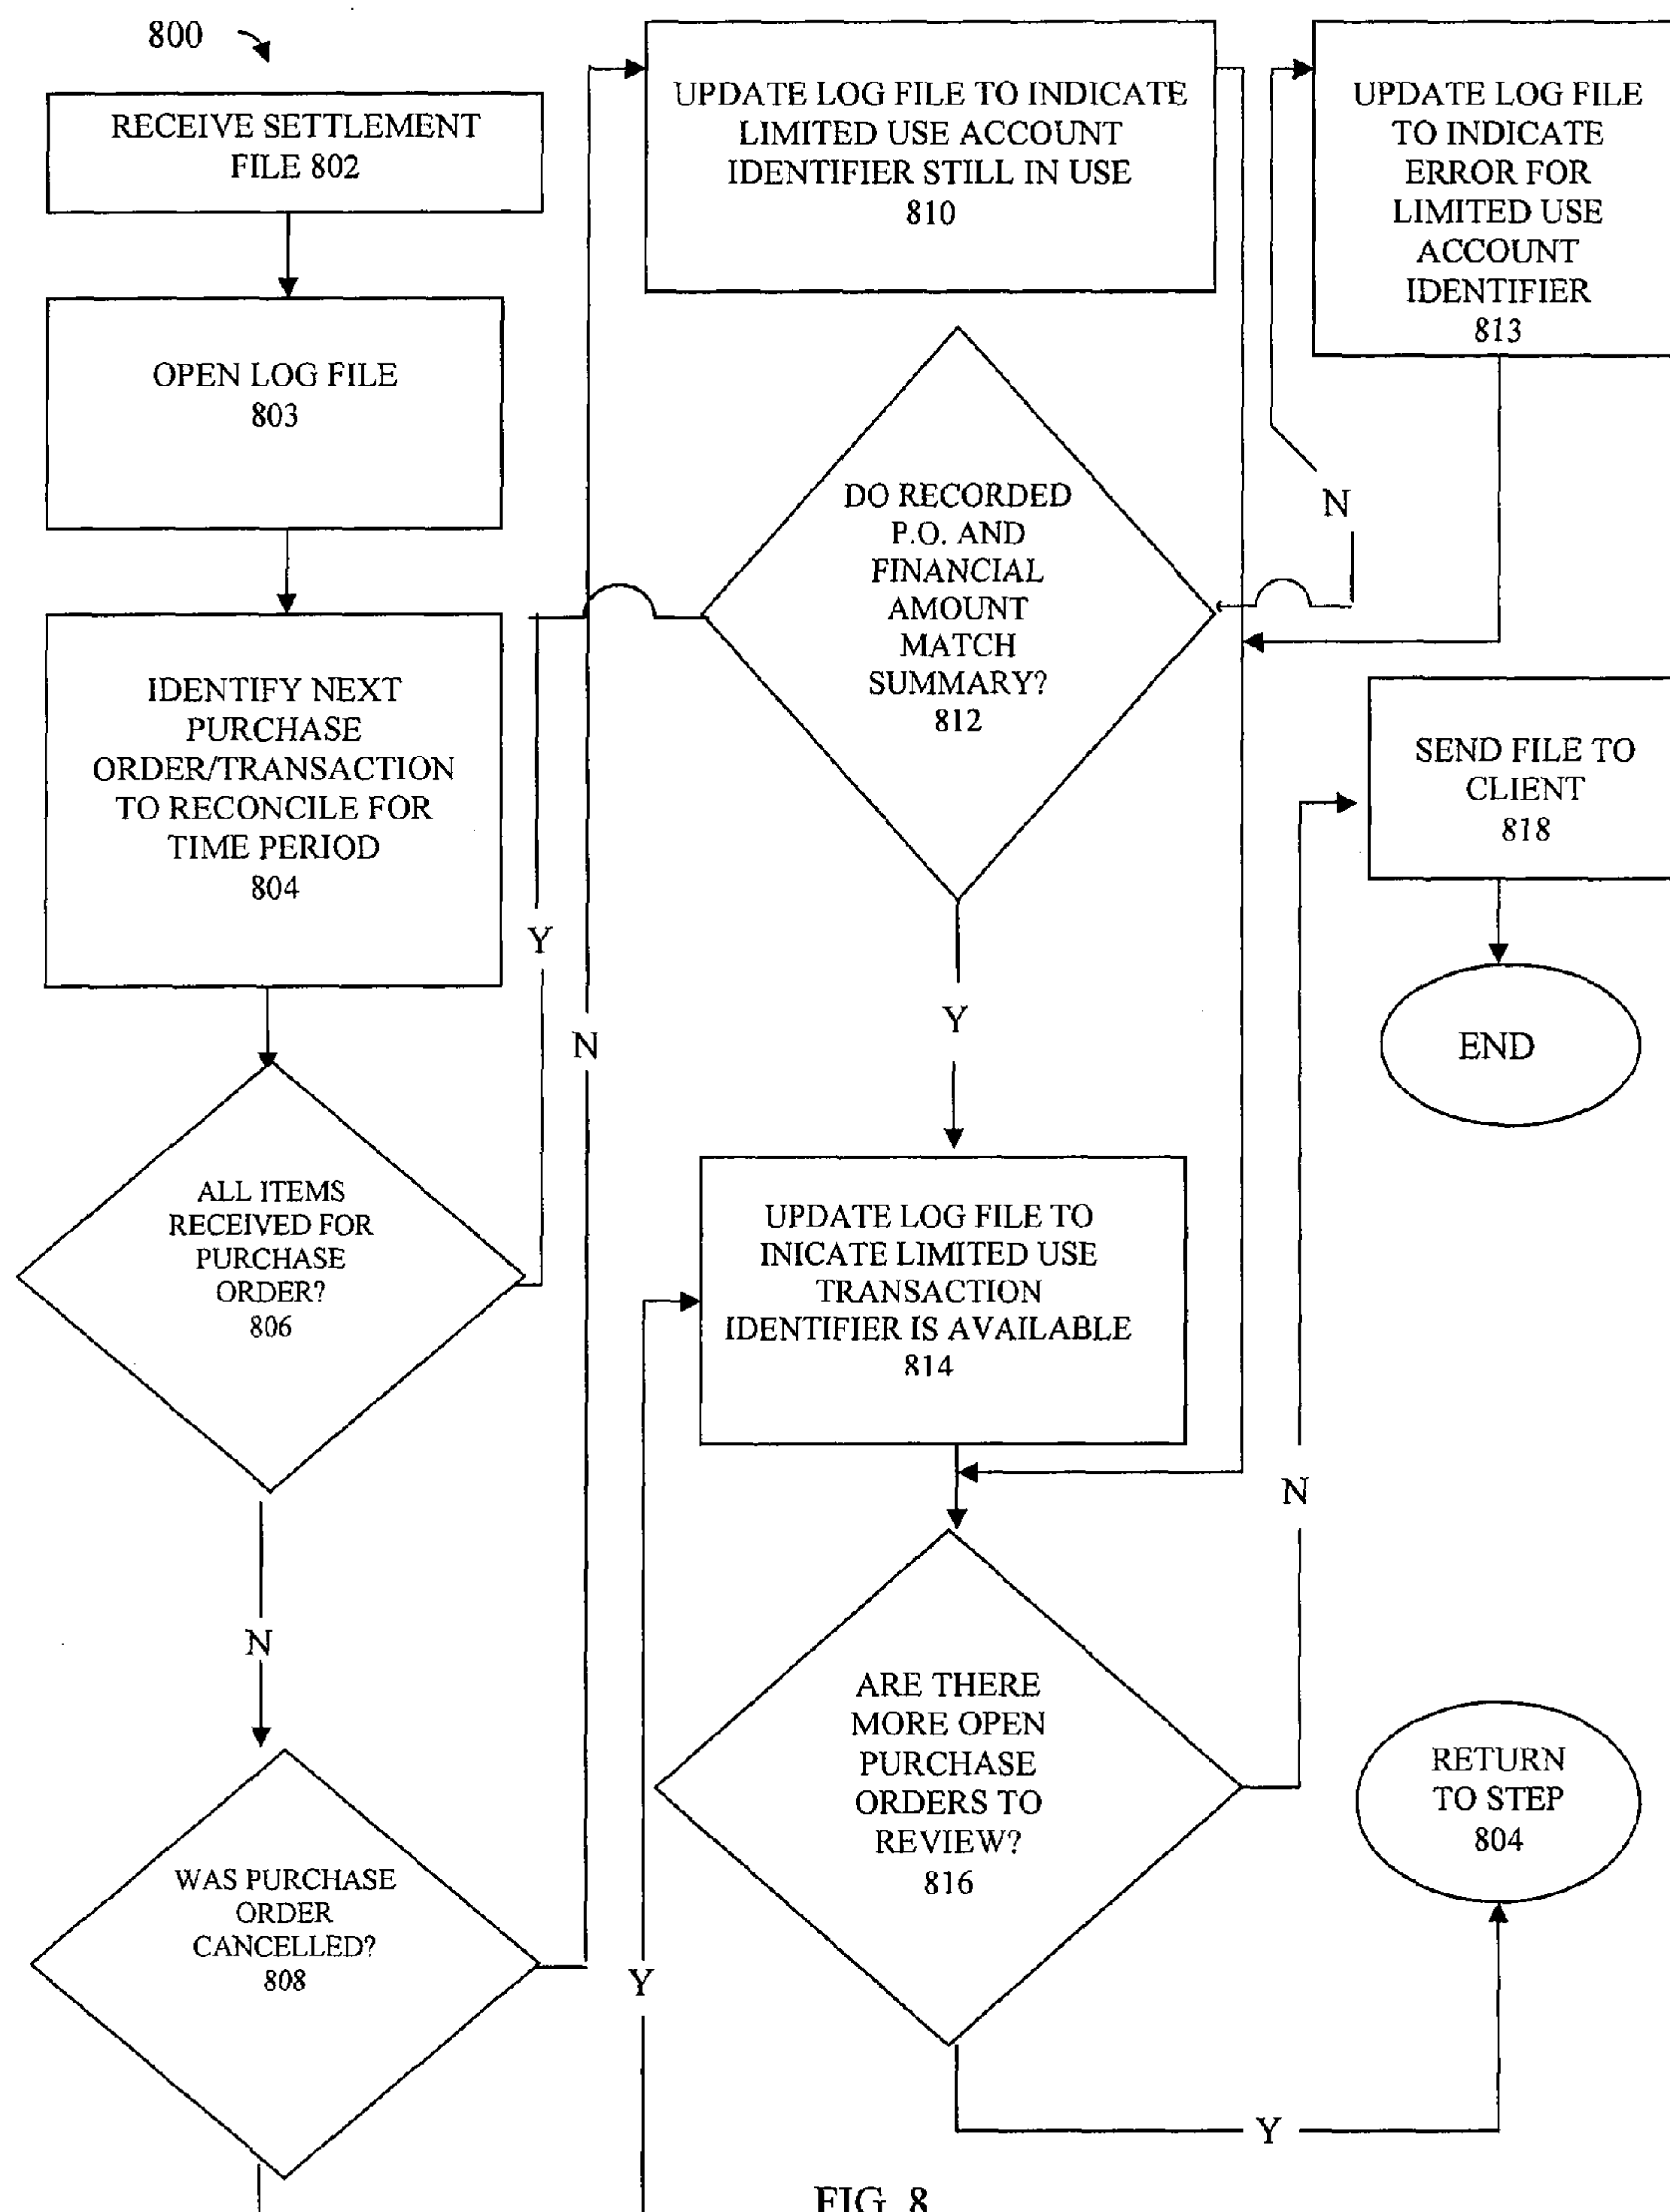 800
RECEIVE SETTLEMENT
FILE 802
OPEN LOG FILE
803
IDENTIFY NEXT
PURCHASE
ORDER/TRANSACTION
TO RECONCILE FOR
TIME PERIOD
804
Y
ALL ITEMS
RECEIVED FOR
PURCHASE
ORDER?
806
N
WAS PURCHASE
ORDER
CANCELLED?
808
N
Y
UPDATE LOG FILE TO INDICATE
LIMITED USE ACCOUNT
IDENTIFIER STILL IN USE
810
DO RECORDED
P.O. AND
FINANCIAL
AMOUNT
MATCH
SUMMARY?
812
N
Y
UPDATE LOG FILE
TO INDICATE
ERROR FOR
LIMITED USE
ACCOUNT
IDENTIFIER
813
UPDATE LOG FILE TO
INICATE LIMITED USE
TRANSACTION
IDENTIFIER IS AVAILABLE
814
ARE THERE
MORE OPEN
PURCHASE
ORDERS TO
REVIEW?
816
N
Y
SEND FILE TO
CLIENT
818
END
RETURN
TO STEP
804
FIG. 8